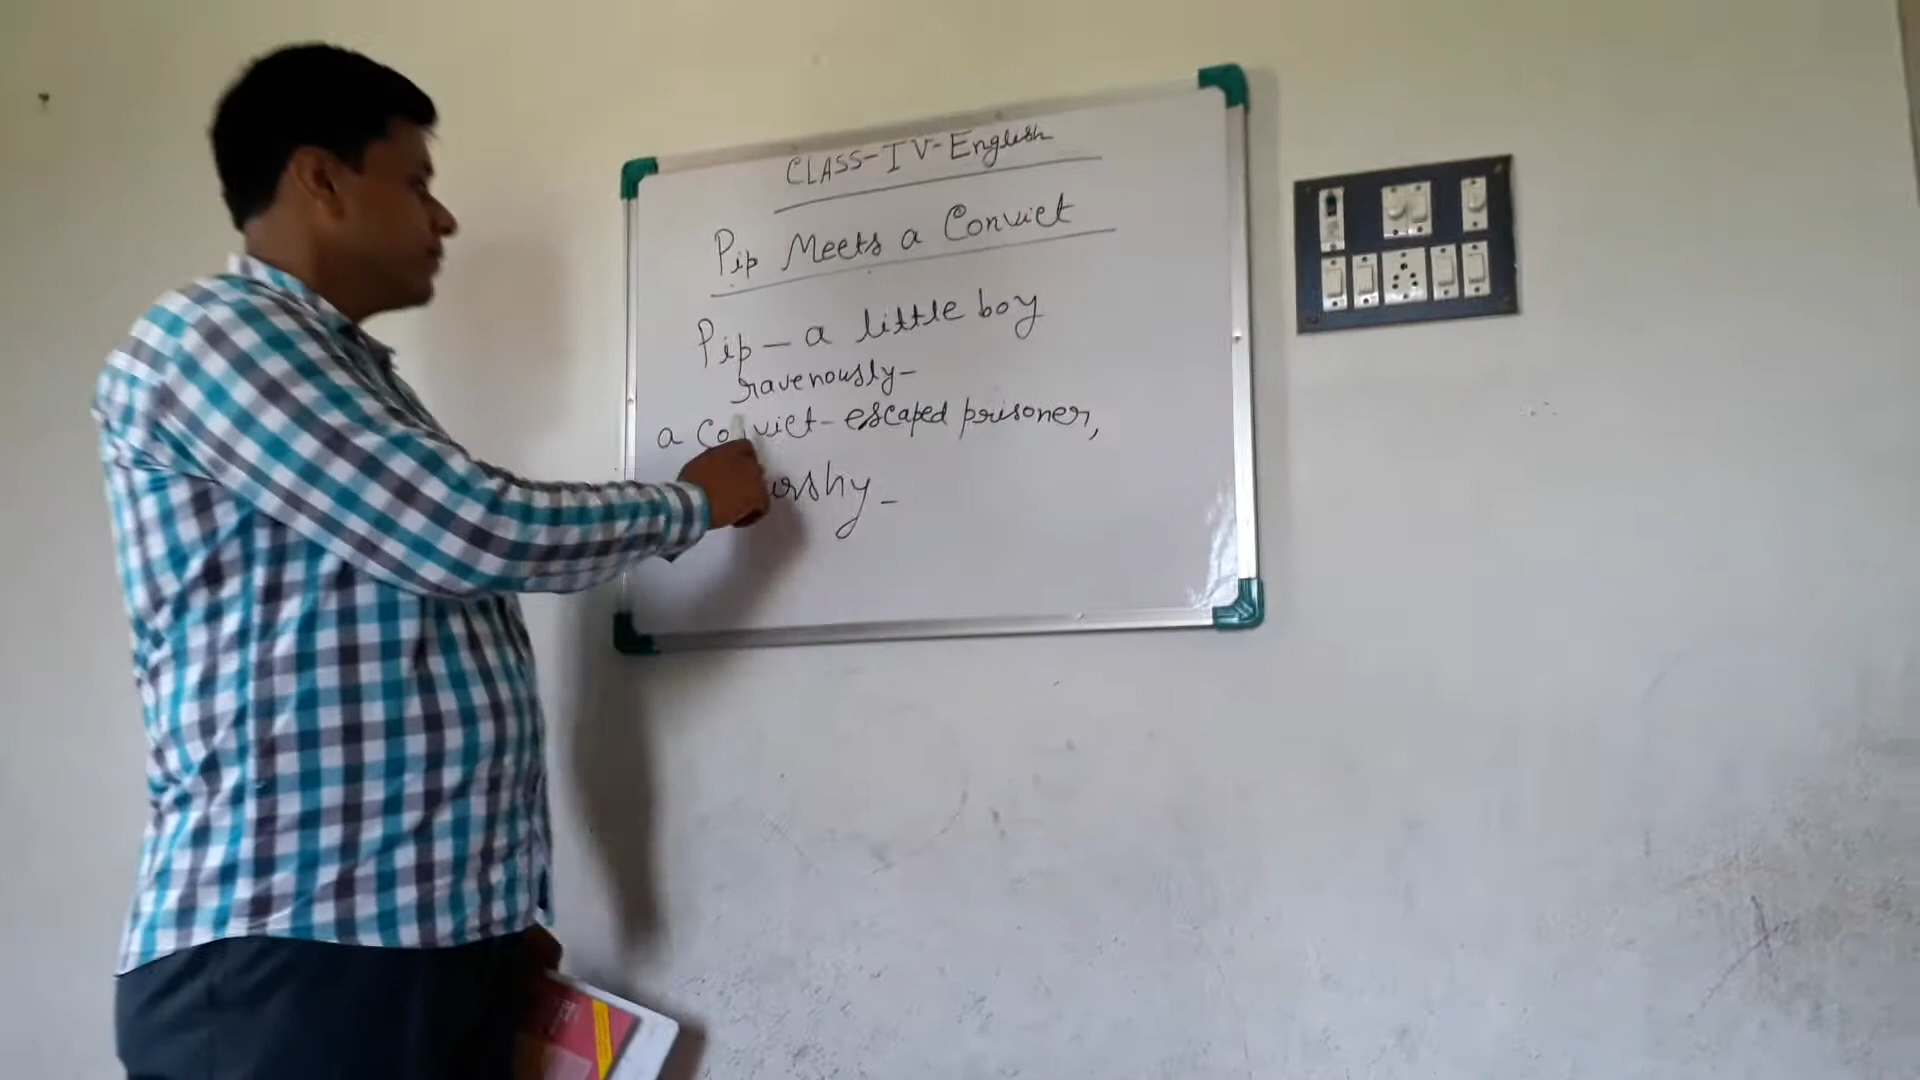 CLASS-IV-English
Pip Meets a Convict
Pip - a little boy
ravenously-
a Convict - escaped prisoner,